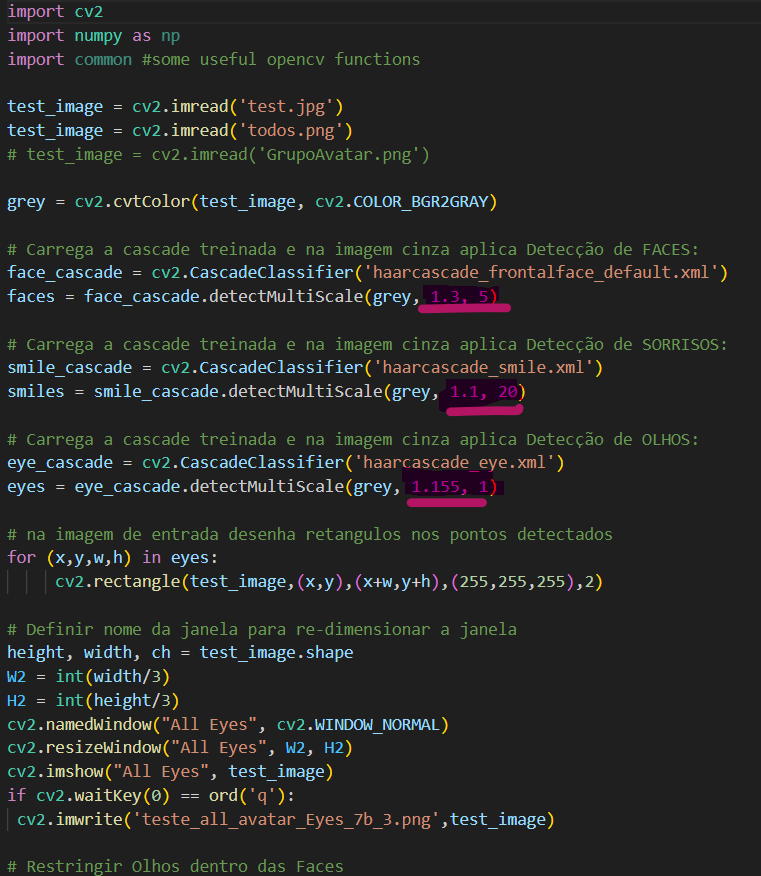 import cv2
import numpy as np
import common #some useful opencv functions
test_image = cv2.imread('test.jpg')
test_image = cv2.imread('todos.png')
# test_image = cv2.imread('GrupoAvatar.png')
grey = cv2.cvtColor(test_image, cv2.COLOR_BGR2GRAY)
# Carrega a cascade treinada e na imagem cinza aplica Detecção de FACES:
face_cascade = cv2.CascadeClassifier('haarcascade_frontalface_default.xml')
faces = face_cascade.detectMultiScale(grey, 1.3, 5)
# Carrega a cascade treinada e na imagem cinza aplica Detecção de SORRISOS:
smile_cascade = cv2.CascadeClassifier('haarcascade_smile.xml')
smiles = smile_cascade.detectMultiScale(grey, 1.1, 20)
# Carrega a cascade treinada e na imagem cinza aplica Detecção de OLHOS:
eye_cascade = cv2.CascadeClassifier('haarcascade_eye.xml')
eyes = eye_cascade.detectMultiScale(grey, 1.155, 1)
# na imagem de entrada desenha retangulos nos pontos detectados
for (x,y,w,h) in eyes:
cv2.rectangle(test_image,(x,y),(x+w,y+h),(255,255,255),2)
# Definir nome da janela para re-dimensionar a janela
height, width, ch = test_image.shape
W2 = int(width/3)
H2 = int(height/3)
cv2.namedWindow("All Eyes", cv2.WINDOW_NORMAL)
cv2.resizeWindow("All Eyes", W2, H2)
cv2.imshow("All Eyes", test_image)
if cv2.waitKey(0) == ord('q'):
cv2.imwrite('teste_all_avatar_Eyes_7b_3.png',test_image)
# Restringir Olhos dentro das Faces